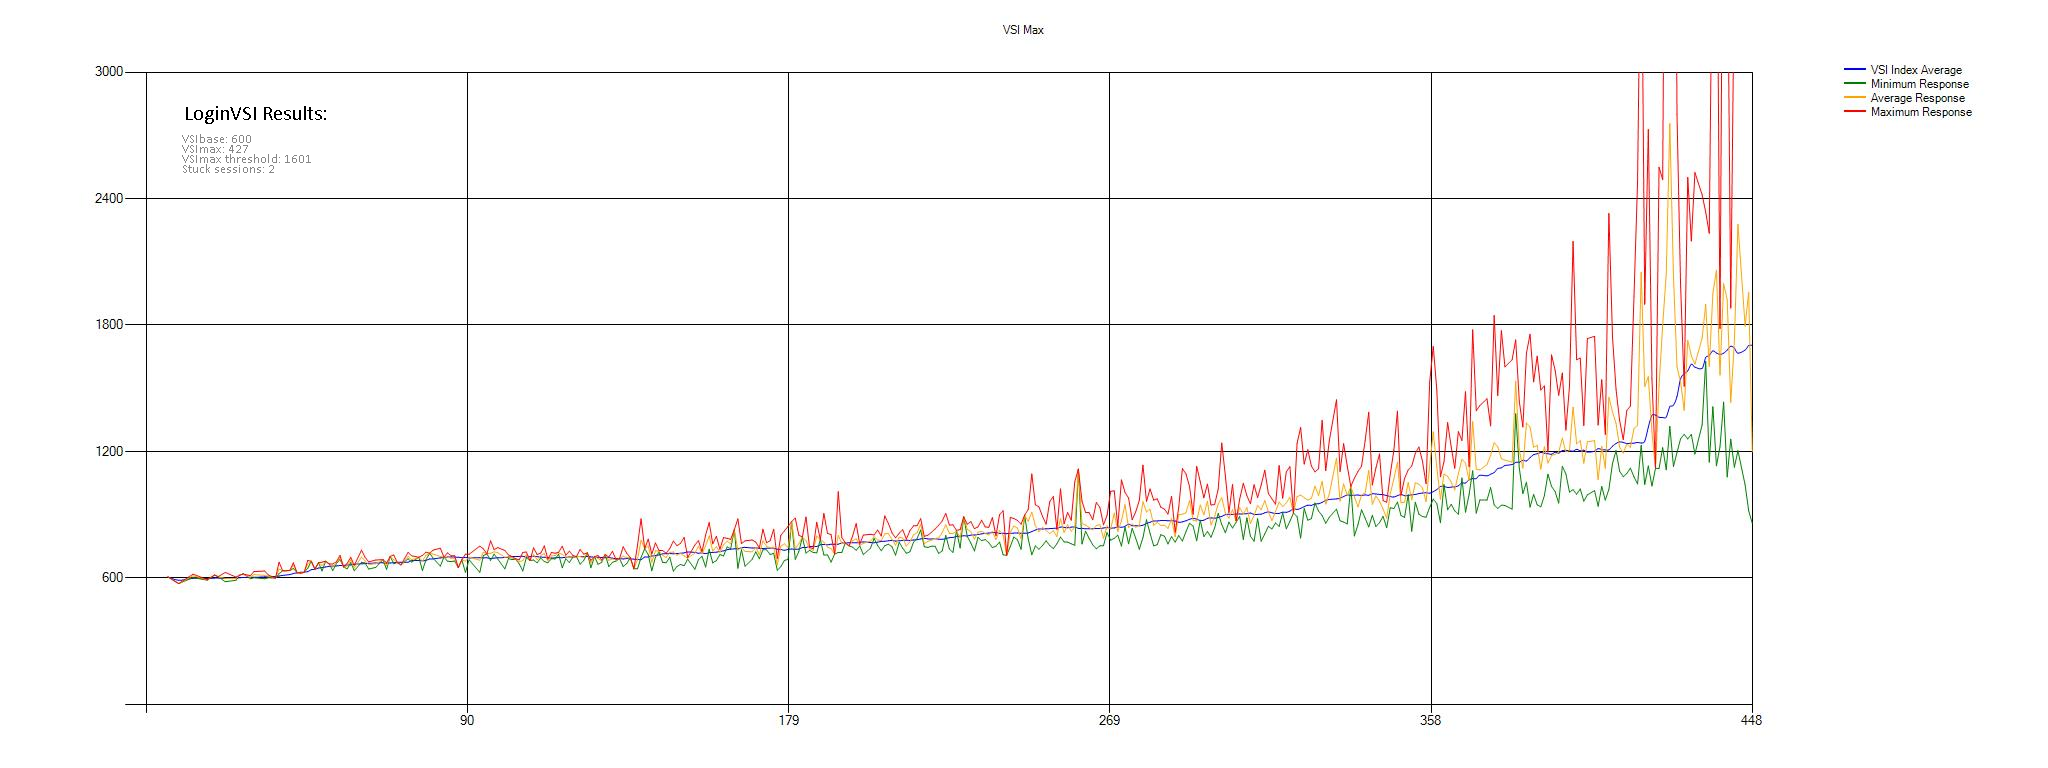 VSI Max
3000
2400
1800
1200
600
LoginVSI Results:
VSIbase: 600
VSImax: 427
VSImax threshold: 1601
Stuck sessions: 2
90
179
269
358
448
VSI Index Average
Minimum Response
Average Response
Maximum Response